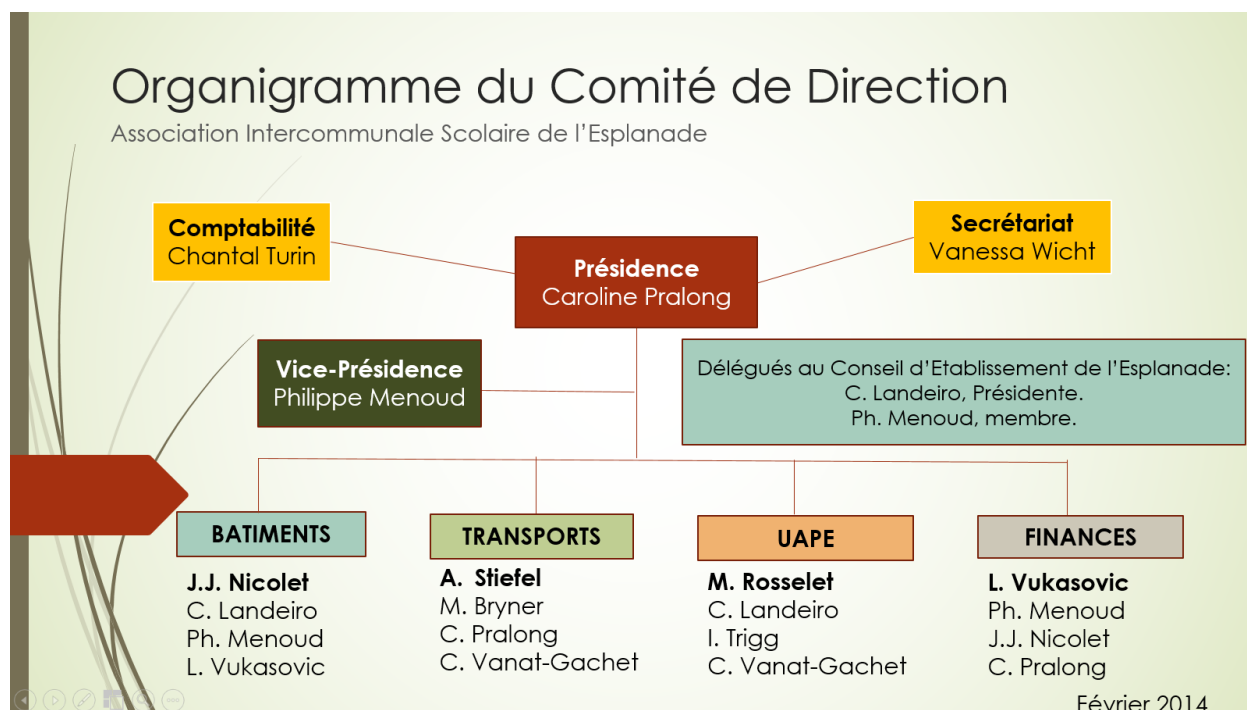 Organigramme du Comité de Direction
Association Intercommunale Scolaire de l'Esplanade
Comptabilité
Chantal Turin
Secrétariat
Vanessa Wicht
Présidence
Caroline Pralong
Vice-Présidence
Philippe Menoud
Délégués au Conseil d'Etablissement de l'Esplanade:
C. Landeiro, Présidente.
Ph. Menoud, membre.
BATIMENTS
J.J. Nicolet
C. Landeiro
Ph. Menoud
L. Vukasovic
TRANSPORTS
A. Stiefel
M. Bryner
C. Pralong
C. Vanat-Gachet
UAPE
M. Rosselet
C. Landeiro
I. Trigg
C. Vanat-Gachet
FINANCES
L. Vukasovic
Ph. Menoud
J.J. Nicolet
C. Pralong
Février 2014